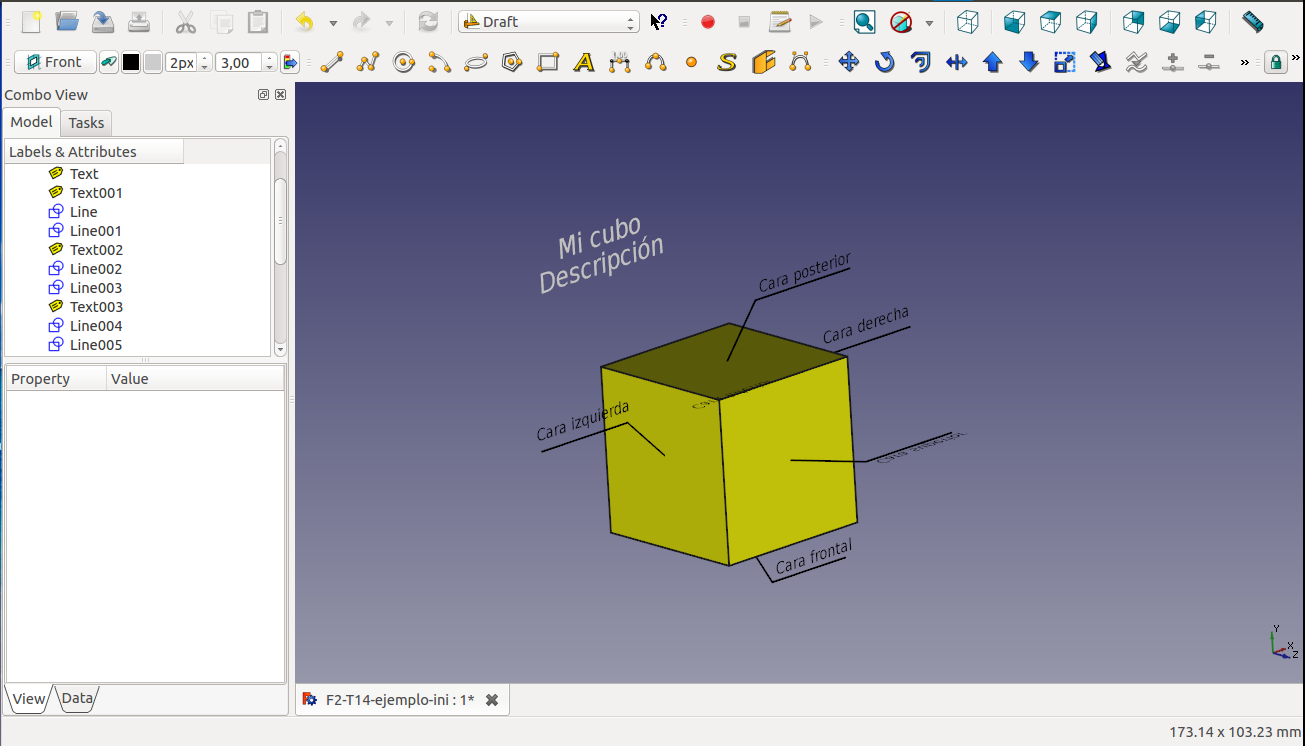 Draft
Front
2px
3,00
»
»
Combo View
Model
Tasks
Labels & Attributes
Text
Text001
Line
Line001
Text002
Line002
Line003
Text003
Line004
Line005
Property
Value
View
Data
Mi cubo
Descripción
Cara posterior
Cara derecha
Cara izquierda
Cara frontal
Y
X
Z
F2-T14-ejemplo-ini : 1*
173.14 x 103.23 mm